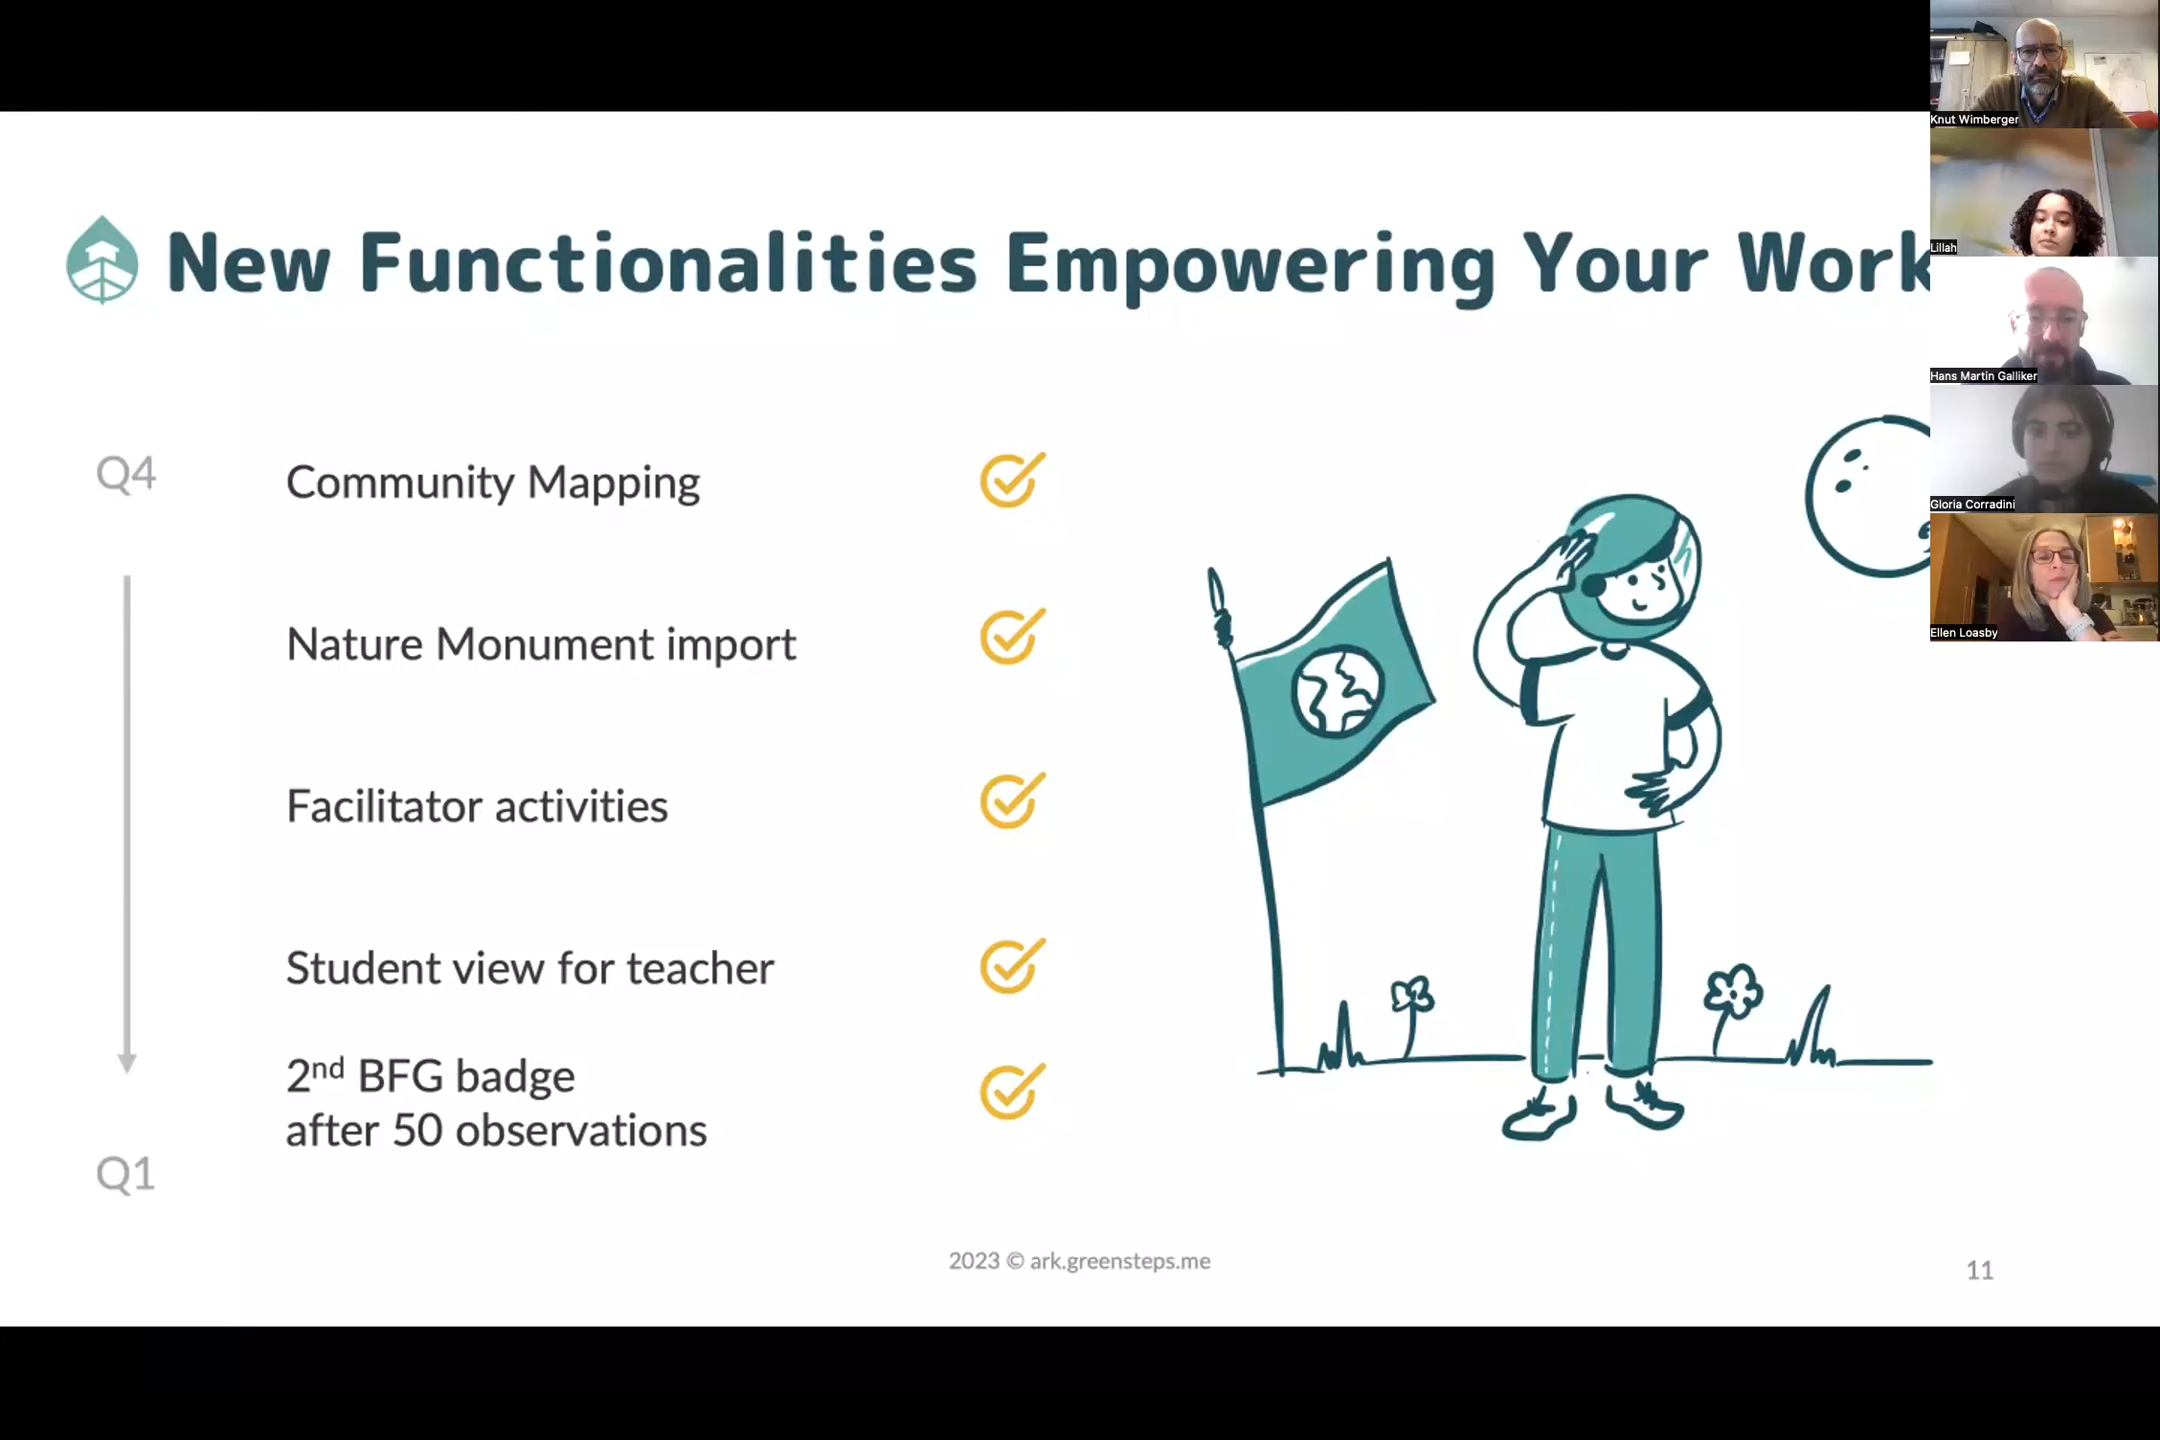 New Functionalities Empowering Your Work
Q4
Community Mapping
Nature Monument import
Facilitator activities
Student view for teacher
2nd BFG badge
after 50 observations
Q1
2023 © ark.greensteps.me
11
Knut Wimberger
Lillah
Hans Martin Galliker
Gloria Corradini
Ellen Loasby